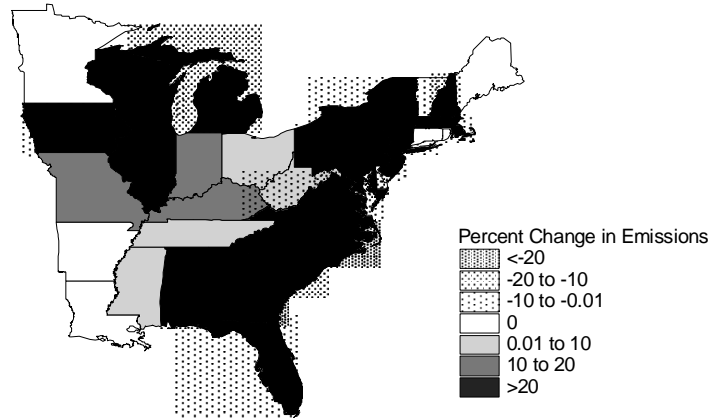 Percent Change in Emissions
<-20
-20 to -10
-10 to -0.01
0
0.01 to 10
10 to 20
>20